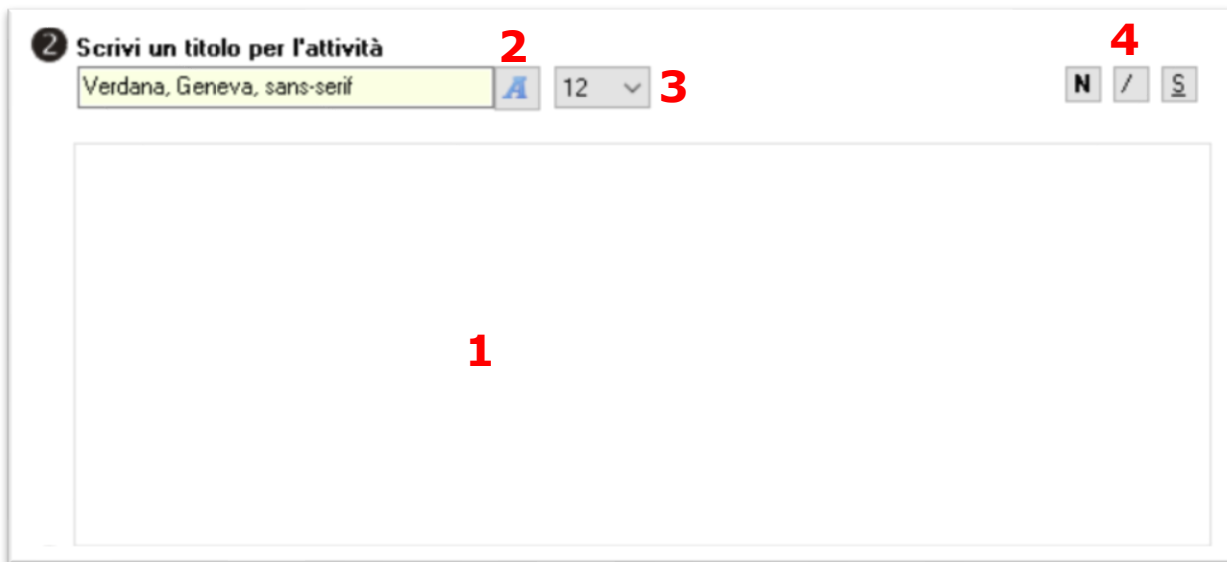 2 Scrivi un titolo per l'attività
2
4
Verdana, Geneva, sans-serif A 12 3 N / S
1